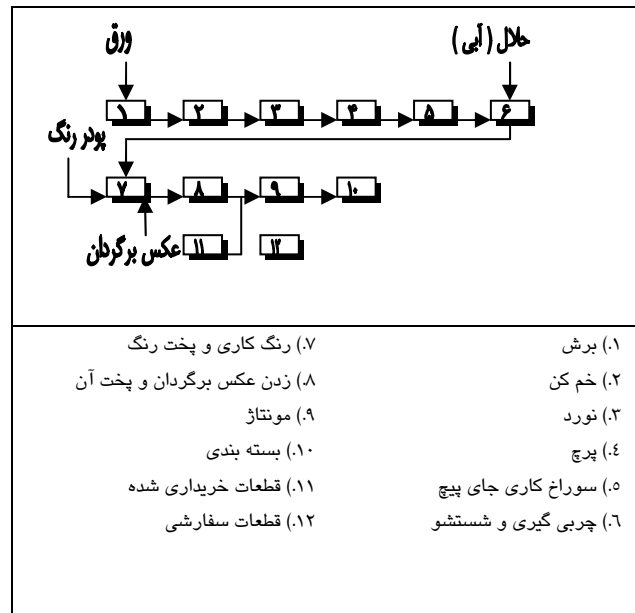 ورق
حلال ( آبی )
۱ ۲ ۳ ۴ ۵ ۶
پودر رنگ
۷ ۸ ۹ ۱۰
عکس برگردان
۱۱ ۱۲
۱.) برش
۲.) خم کن
۳.) نورد
٤.) پرچ
۵.) سوراخ کاری جای پیچ
٦.) چربی گیری و شستشو
۷.) رنگ کاری و پخت رنگ
۸.) زدن عکس برگردان و پخت آن
۹.) مونتاژ
۱۰.) بسته بندی
۱۱.) قطعات خریداری شده
۱۲.) قطعات سفارشی